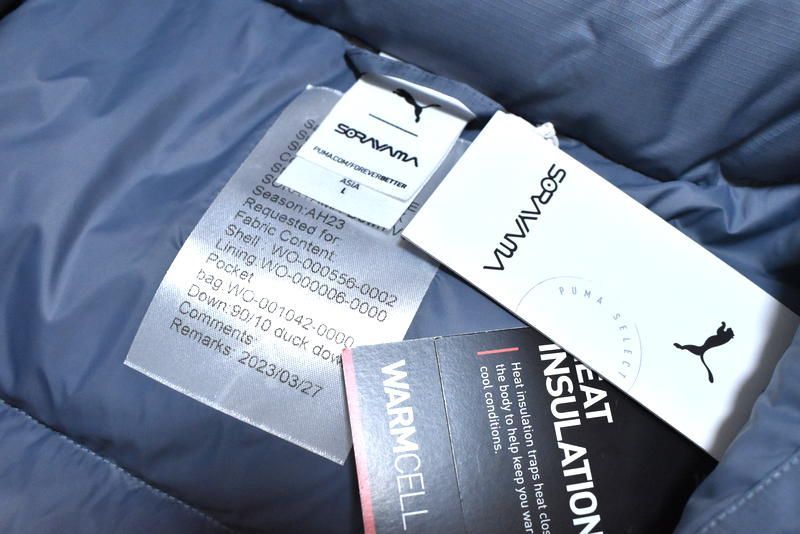 SORAYAMA
PUMA.COM/FOREVERBETTER
ASIA
L
Season:AH23
Requested for:
Fabric Content
Shell WO-000556-0002
Lining:WO-000006-0000
Pocket
bag:WO-001042-0000
Down:90/10 duck dow
Comments
Remarks: 2023/03/27
SORAYAMA
PUMA SELECT
HEAT
INSULATION
Heat insulation traps heat clos
the body to help keep you war
cool conditions.
WARMCELL